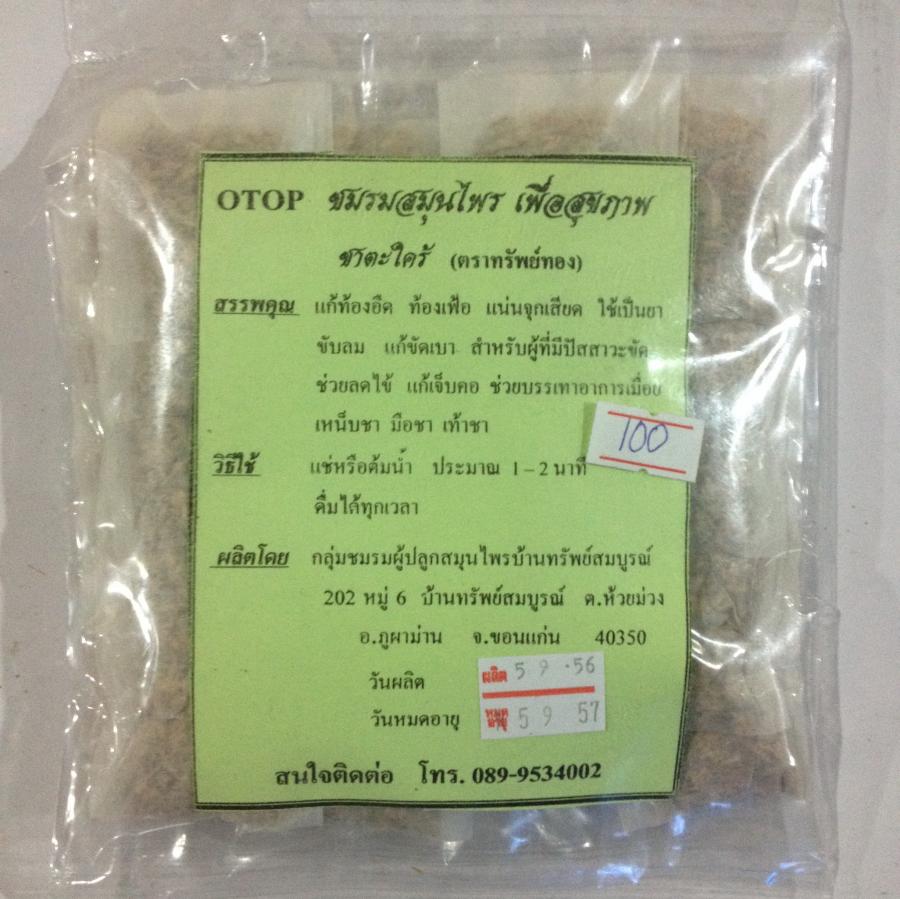 OTOP ชมรมสมุนไพร เพื่อสุขภาพ
ชาตะใคร้ (ตราทรัพย์ทอง)
สรรพคุณ แก้ท้องอืด ท้องเฟ้อ แน่นจุกเสียด ใช้เป็นยา
ขับลม แก้ขัดเบา สำหรับผู้ที่มีปัสสาวะขัด
ช่วยลดไข้ แก้เจ็บคอ ช่วยบรรเทาอาการเมื่อย
เหน็บชา มือชา เท้าชา
100
วิธีใช้ แช่หรือต้มน้ำ ประมาณ 1 – 2 นาที
ดื่มได้ทุกเวลา
ผลิตโดย กลุ่มชมรมผู้ปลูกสมุนไพรบ้านทรัพย์สมบูรณ์
202 หมู่ 6 บ้านทรัพย์สมบูรณ์ ต.ห้วยม่วง
อ.ภูผาม่าน จ.ขอนแก่น 40350
วันผลิต ผลิต 5 9 .56
วันหมดอายุ หมดอายุ 5 9 57
สนใจติดต่อ โทร. 089-9534002